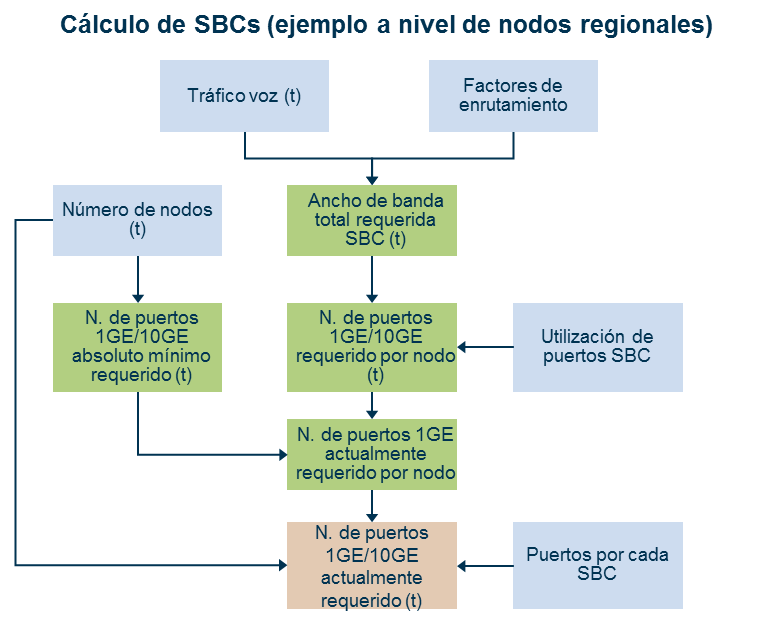 Cálculo de SBCs (ejemplo a nivel de nodos regionales)
Tráfico voz (t)
Factores de
enrutamiento
Número de nodos
(t)
Ancho de banda
total requerida
SBC (t)
N. de puertos
1GE/10GE
absoluto mínimo
requerido (t)
N. de puertos
1GE/10GE
requerido por nodo
(t)
Utilización de
puertos SBC
N. de puertos 1GE
actualmente
requerido por nodo
N. de puertos
1GE/10GE
actualmente
requerido (t)
Puertos por cada
SBC